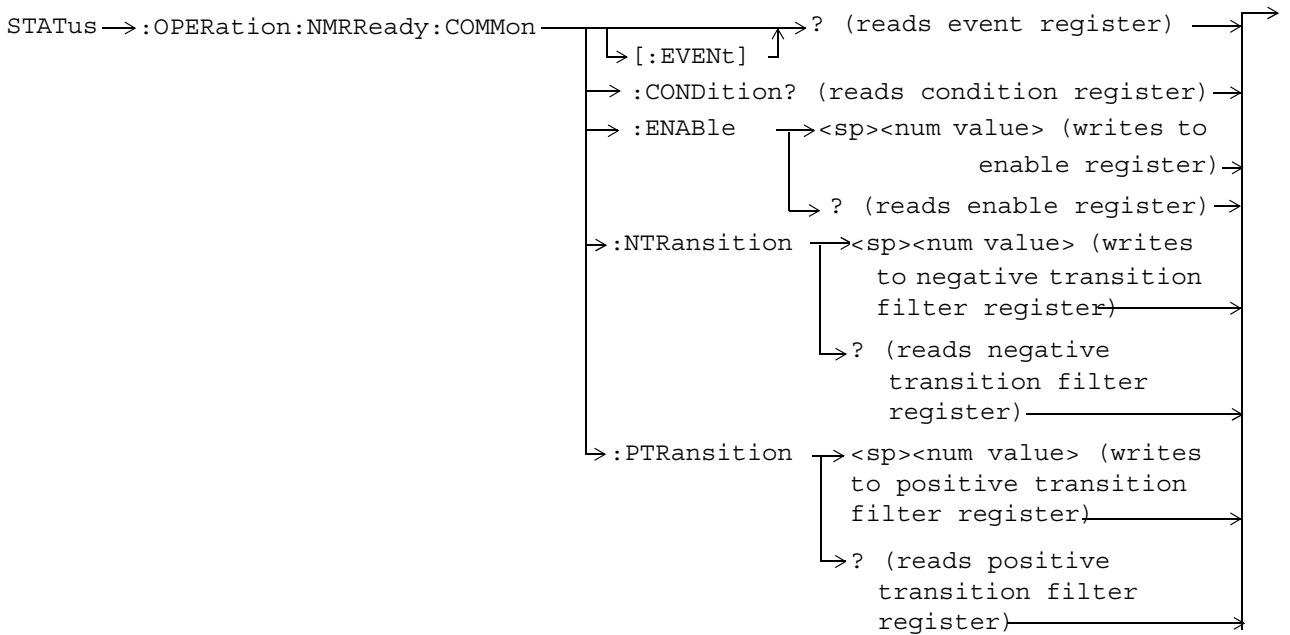 STATus :OPERation:NMRReady:COMMon ? (reads event register)
[:EVENt]
:CONDition? (reads condition register)
:ENABle <sp><num value> (writes to
enable register)
? (reads enable register)
:NTRansition <sp><num value> (writes
to negative transition
filter register)
? (reads negative
transition filter
register)
:PTRansition <sp><num value> (writes
to positive transition
filter register)
? (reads positive
transition filter
register)